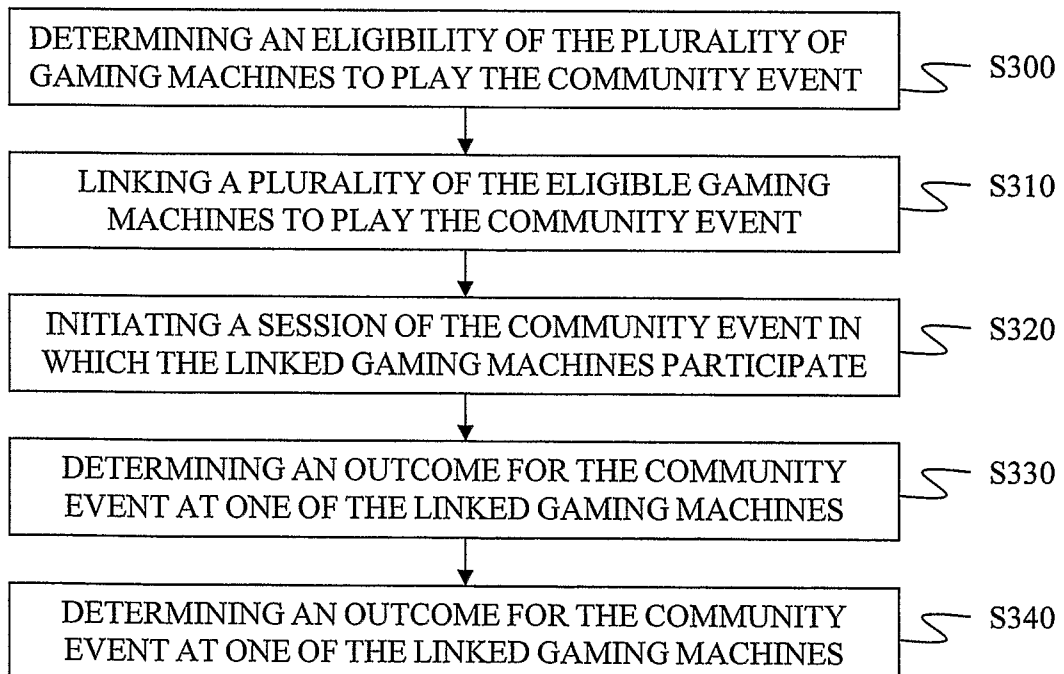 DETERMINING AN ELIGIBILITY OF THE PLURALITY OF
GAMING MACHINES TO PLAY THE COMMUNITY EVENT
S300
LINKING A PLURALITY OF THE ELIGIBLE GAMING
MACHINES TO PLAY THE COMMUNITY EVENT
S310
INITIATING A SESSION OF THE COMMUNITY EVENT IN
WHICH THE LINKED GAMING MACHINES PARTICIPATE
S320
DETERMINING AN OUTCOME FOR THE COMMUNITY
EVENT AT ONE OF THE LINKED GAMING MACHINES
S330
DETERMINING AN OUTCOME FOR THE COMMUNITY
EVENT AT ONE OF THE LINKED GAMING MACHINES
S340